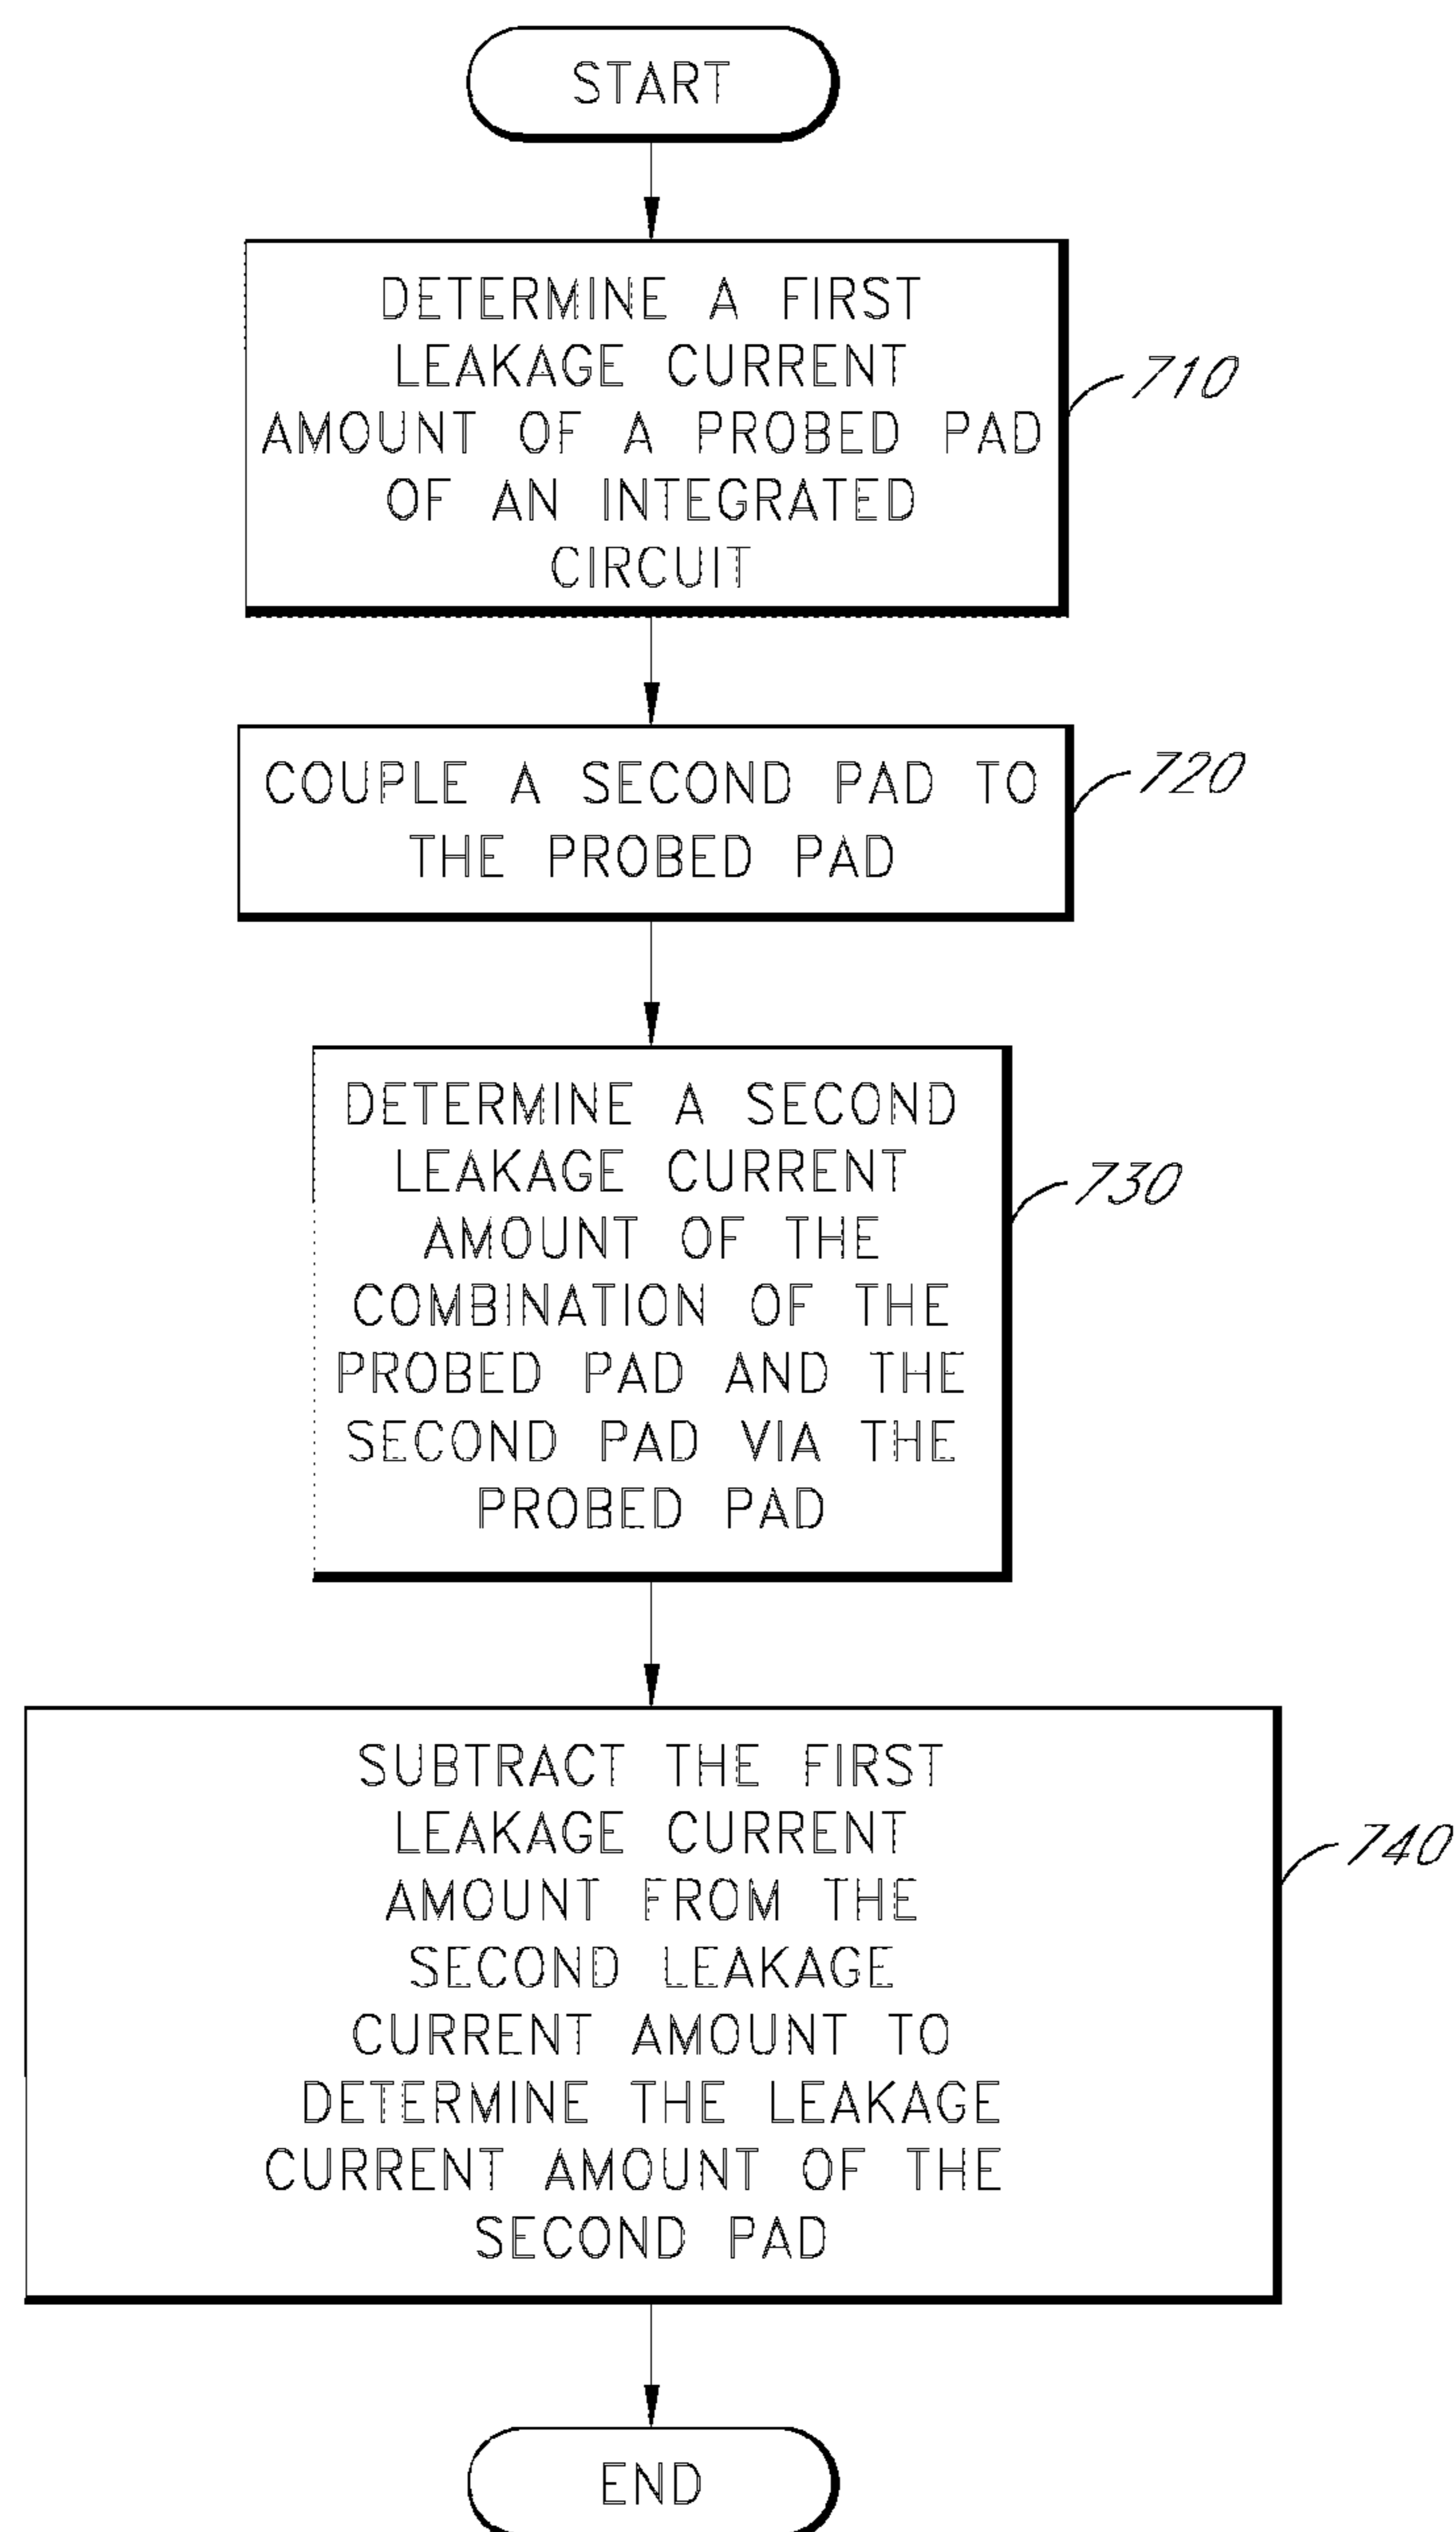 START
DETERMINE A FIRST
LEAKAGE CURRENT
AMOUNT OF A PROBED PAD
OF AN INTEGRATED
CIRCUIT
710
COUPLE A SECOND PAD TO
THE PROBED PAD
720
DETERMINE A SECOND
LEAKAGE CURRENT
AMOUNT OF THE
COMBINATION OF THE
PROBED PAD AND THE
SECOND PAD VIA THE
PROBED PAD
730
SUBTRACT THE FIRST
LEAKAGE CURRENT
AMOUNT FROM THE
SECOND LEAKAGE
CURRENT AMOUNT TO
DETERMINE THE LEAKAGE
CURRENT AMOUNT OF THE
SECOND PAD
740
END